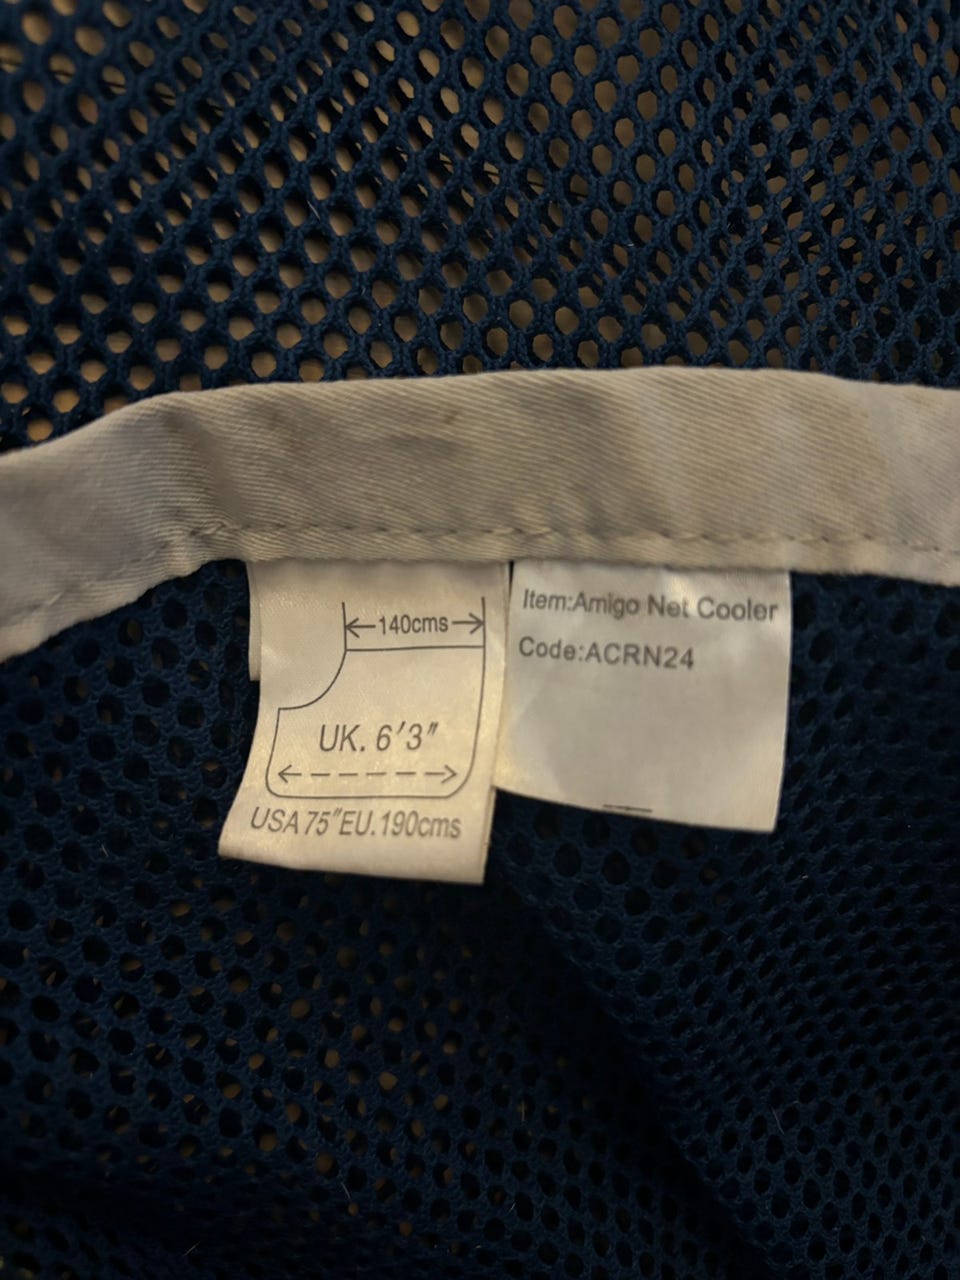 140cms
UK. 6'3"
USA 75"EU.190cms
Item:Amigo Net Cooler
Code:ACRN24